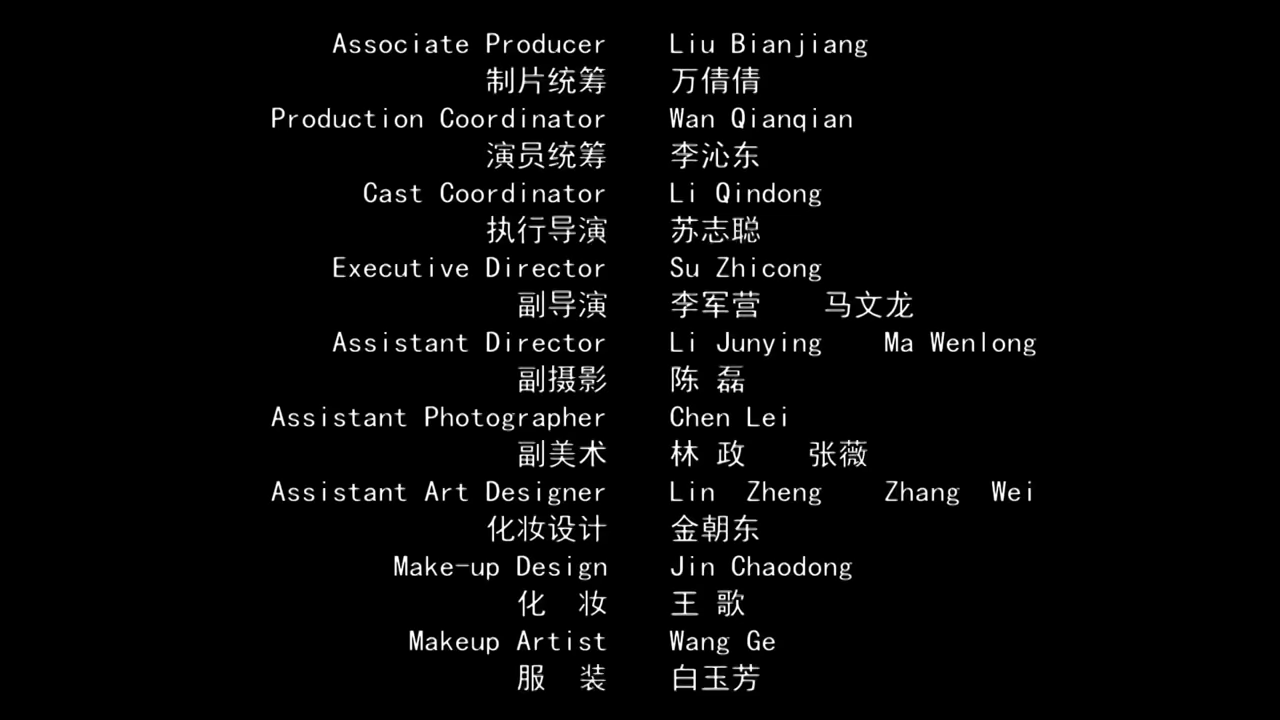 Associate Producer Liu Bianjiang
制片统筹 万倩倩
Production Coordinator Wan Qianqian
演员统筹 李沁东
Cast Coordinator Li Qindong
执行导演 苏志聪
Executive Director Su Zhicong
副导演 李军营 马文龙
Assistant Director Li Junying Ma Wenlong
副摄影 陈 磊
Assistant Photographer Chen Lei
副美术 林 政 张薇
Assistant Art Designer Lin Zheng Zhang Wei
化妆设计 金朝东
Make-up Design Jin Chaodong
化 妆 王 歌
Makeup Artist Wang Ge
服 装 白玉芳